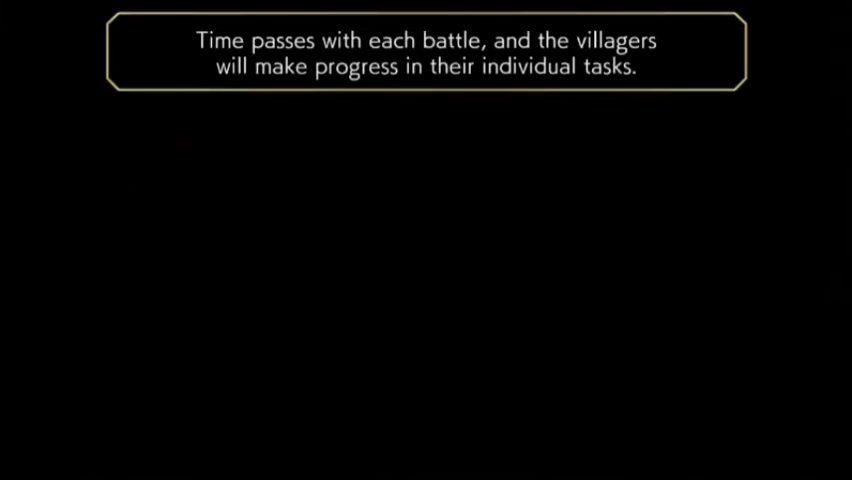 Time passes with each battle, and the villagers
will make progress in their individual tasks.